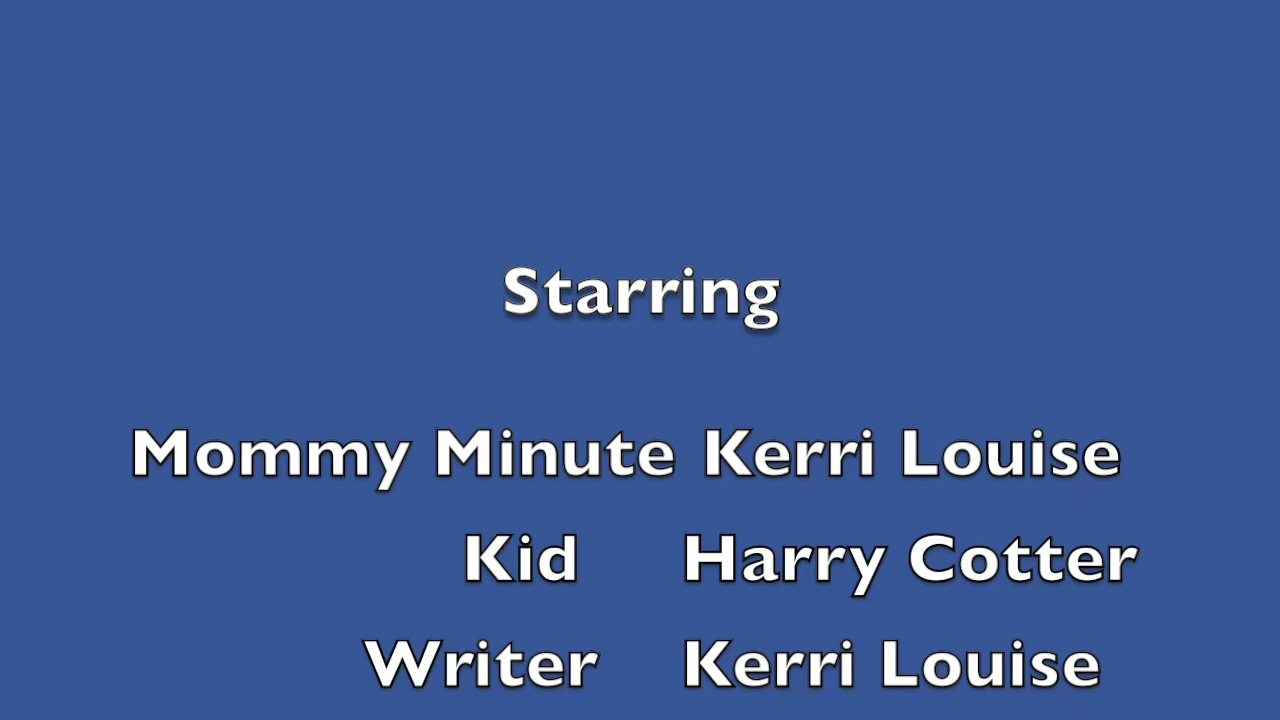 Starring
Mommy Minute Kerri Louise
Kid Harry Cotter
Writer Kerri Louise